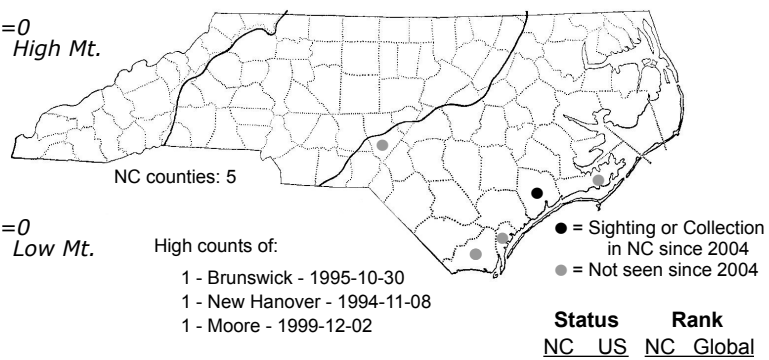 =0
High Mt.
NC counties: 5
=0
Low Mt.
High counts of:
1 - Brunswick - 1995-10-30
1 - New Hanover - 1994-11-08
1 - Moore - 1999-12-02
● = Sighting or Collection
in NC since 2004
● = Not seen since 2004
Status Rank
NC US NC Global